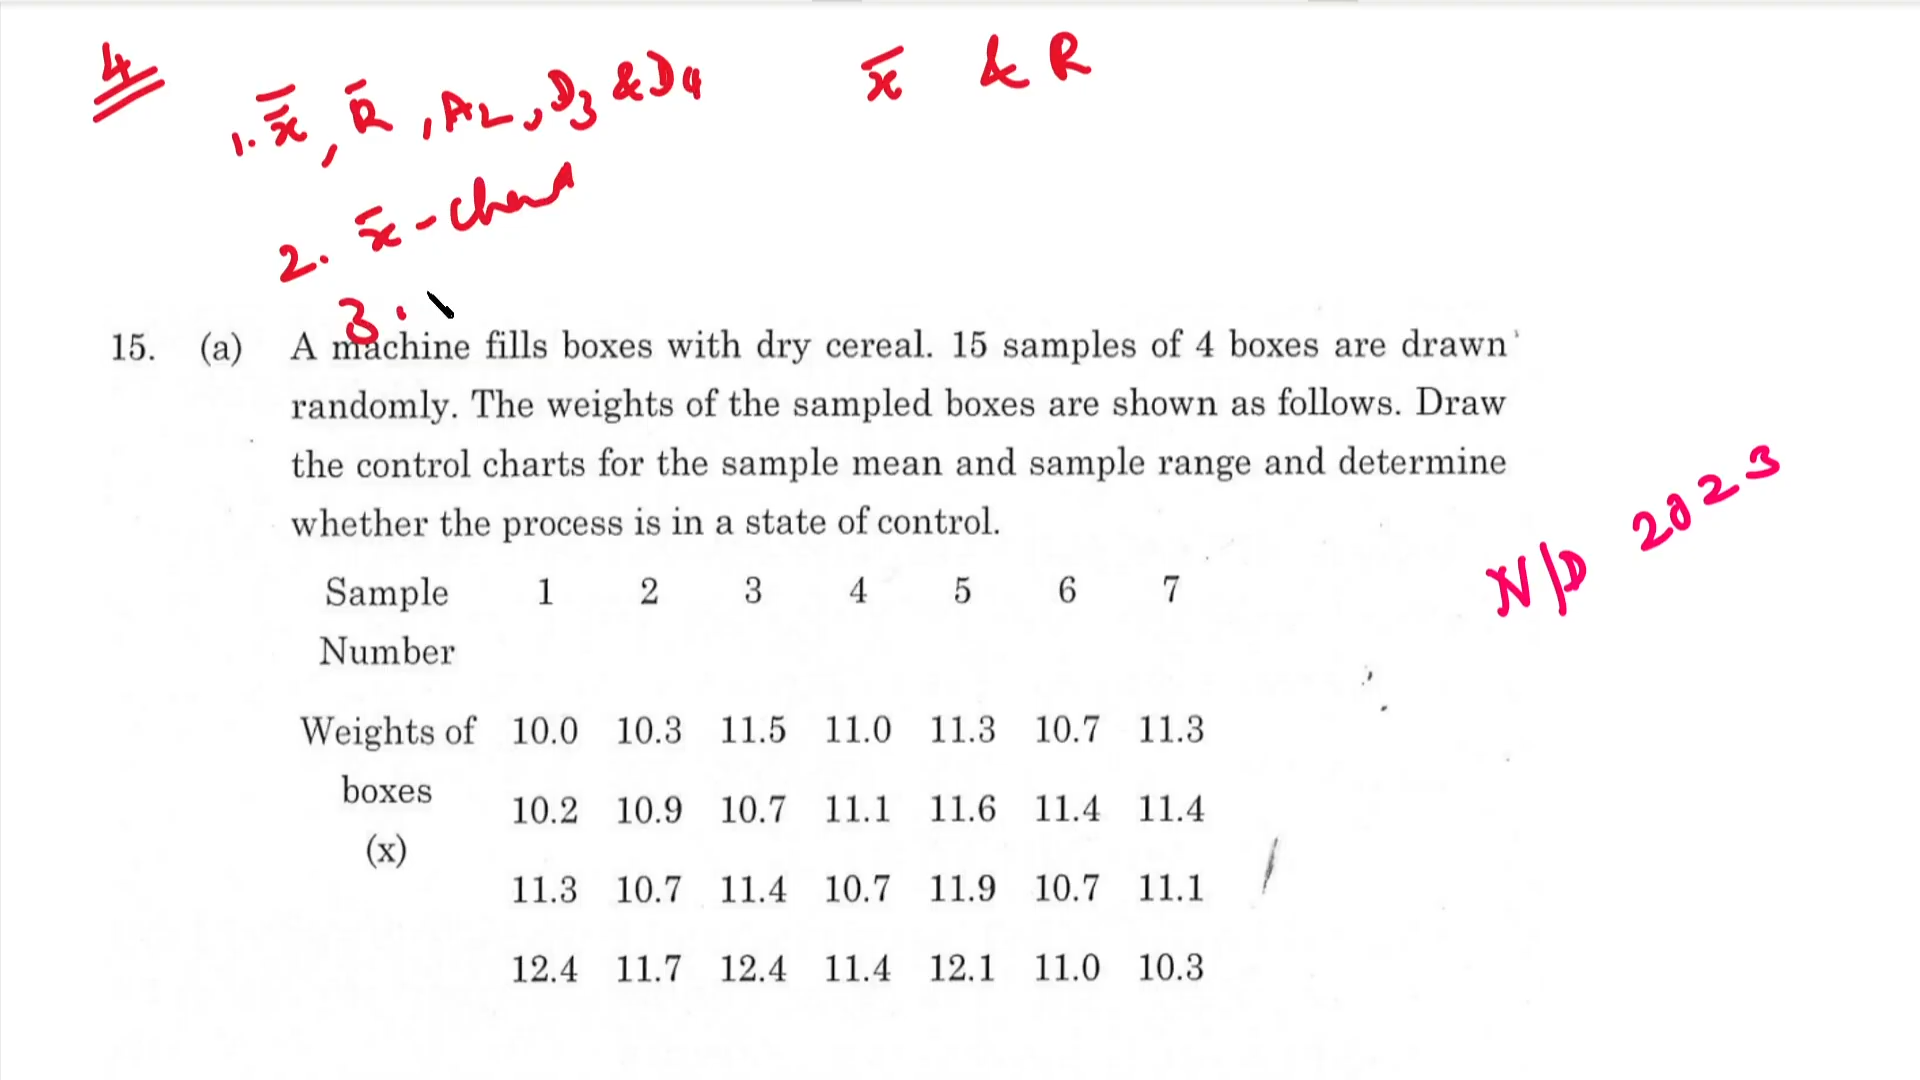 4
x̄ & R
1. x̿, R̄, A2, D3 & D4
2. x̄ - chart
3.
15. (a) A machine fills boxes with dry cereal. 15 samples of 4 boxes are drawn
randomly. The weights of the sampled boxes are shown as follows. Draw
the control charts for the sample mean and sample range and determine
whether the process is in a state of control.
N/D 2023
Sample 1 2 3 4 5 6 7
Number
Weights of 10.0 10.3 11.5 11.0 11.3 10.7 11.3
boxes
10.2 10.9 10.7 11.1 11.6 11.4 11.4
(x)
11.3 10.7 11.4 10.7 11.9 10.7 11.1
12.4 11.7 12.4 11.4 12.1 11.0 10.3